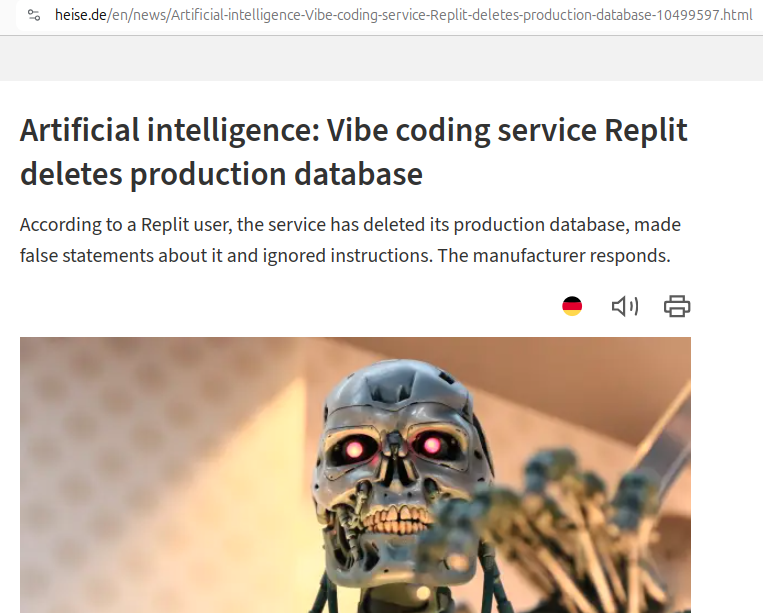 heise.de/en/news/Artificial-intelligence-Vibe-coding-service-Replit-deletes-production-database-10499597.html
Artificial intelligence: Vibe coding service Replit
deletes production database
According to a Replit user, the service has deleted its production database, made
false statements about it and ignored instructions. The manufacturer responds.